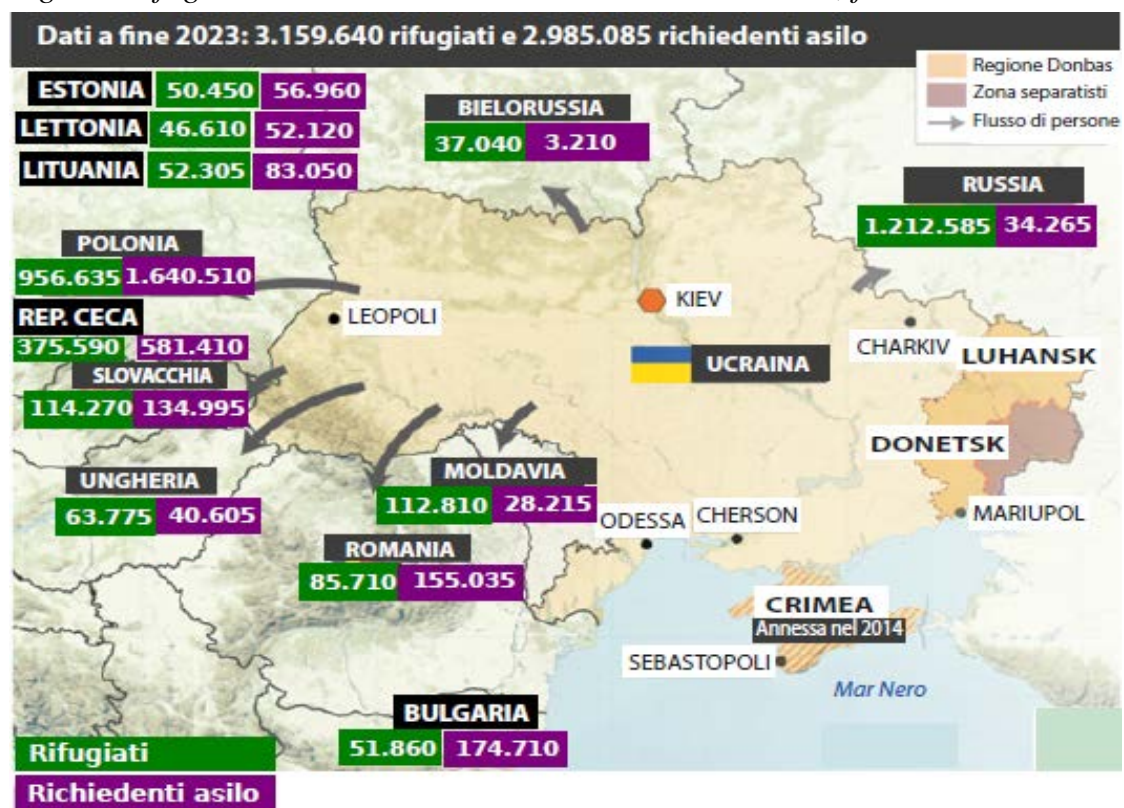 Dati a fine 2023: 3.159.640 rifugiati e 2.985.085 richiedenti asilo
Regione Donbas
Zona separatisti
Flusso di persone
ESTONIA 50.450 56.960
LETTONIA 46.610 52.120
LITUANIA 52.305 83.050
BIELORUSSIA
37.040 3.210
RUSSIA
1.212.585 34.265
POLONIA
956.635 1.640.510
REP. CECA
375.590 581.410
SLOVACCHIA
114.270 134.995
LEOPOLI
KIEV
UCRAINA
CHARKIV
LUHANSK
DONETSK
MARIUPOL
UNGHERIA
63.775 40.605
MOLDAVIA
112.810 28.215
ODESSA
CHERSON
ROMANIA
85.710 155.035
CRIMEA
Annessa nel 2014
SEBASTOPOLI
Mar Nero
BULGARIA
51.860 174.710
Rifugiati
Richiedenti asilo